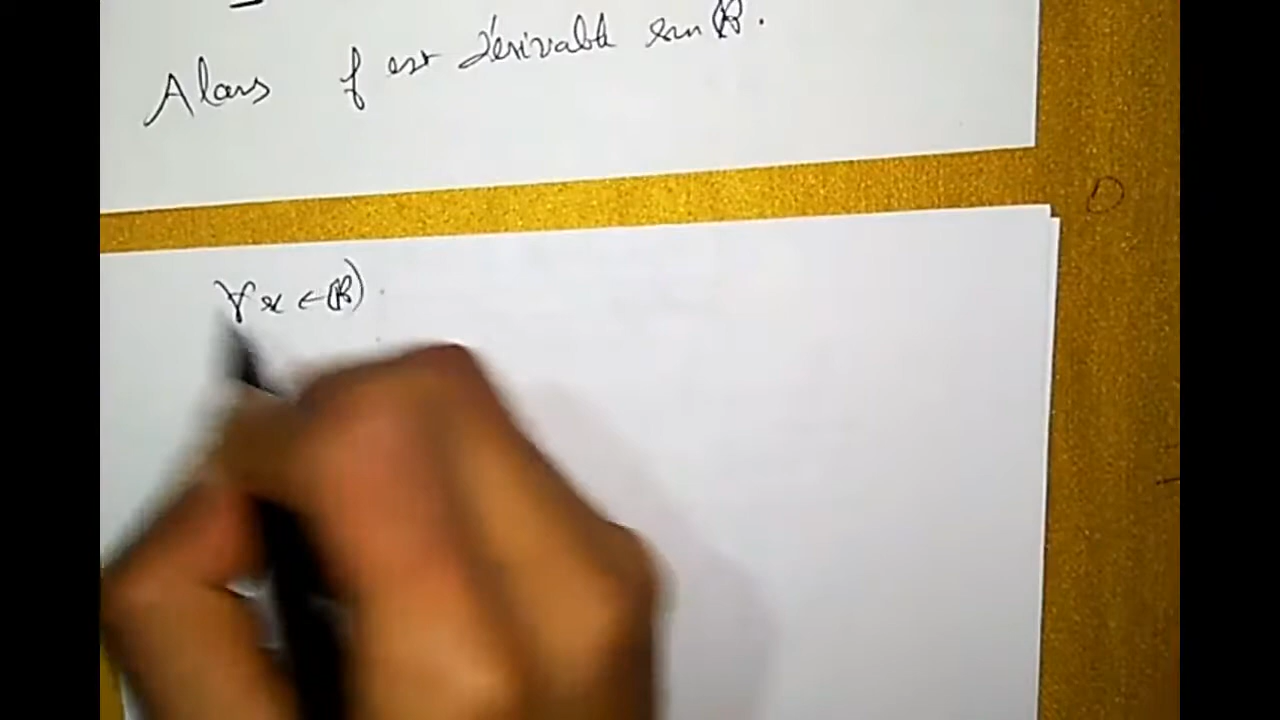 Alors f est dérivable sur ℝ.
∀x ∈ ℝ)